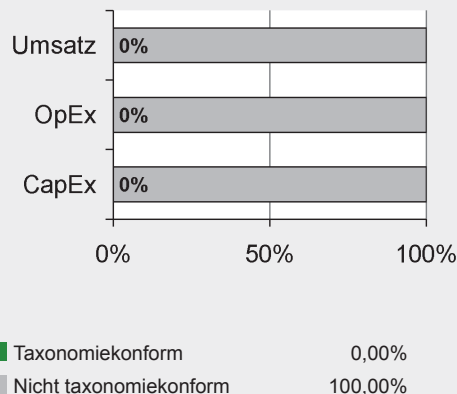 Umsatz 0%
OpEx 0%
CapEx 0%
0% 50% 100%
Taxonomiekonform 0,00%
Nicht taxonomiekonform 100,00%